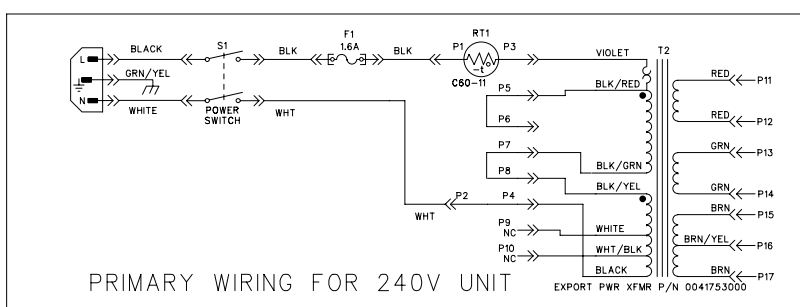 L
BLACK
S1
BLK
F1
1.6A
BLK
P1
RT1
-t
C60-11
P3
VIOLET
T2
GRN/YEL
N
WHITE
POWER
SWITCH
WHT
P5
BLK/RED
P6
P7
BLK/GRN
P8
BLK/YEL
WHT
P2
P4
P9
NC
WHITE
P10
NC
WHT/BLK
BLACK
RED
P11
RED
P12
GRN
P13
GRN
P14
BRN
P15
BRN/YEL
P16
BRN
P17
PRIMARY WIRING FOR 240V UNIT
EXPORT PWR XFMR P/N 0041753000